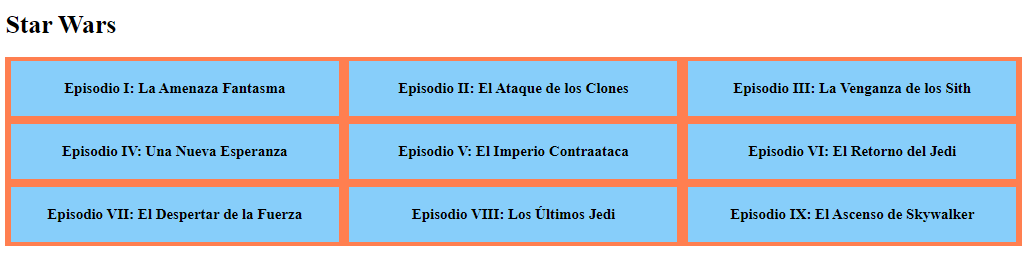 Star Wars
Episodio I: La Amenaza Fantasma
Episodio II: El Ataque de los Clones
Episodio III: La Venganza de los Sith
Episodio IV: Una Nueva Esperanza
Episodio V: El Imperio Contraataca
Episodio VI: El Retorno del Jedi
Episodio VII: El Despertar de la Fuerza
Episodio VIII: Los Últimos Jedi
Episodio IX: El Ascenso de Skywalker